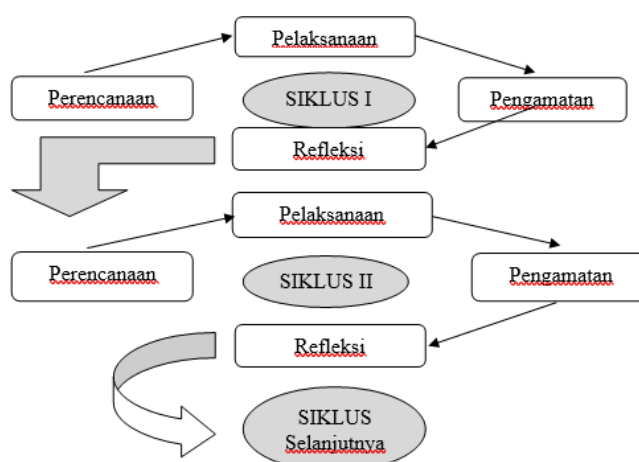 Pelaksanaan
Perencanaan
SIKLUS I
Pengamatan
Refleksi
Pelaksanaan
Perencanaan
SIKLUS II
Pengamatan
Refleksi
SIKLUS
Selanjutnya